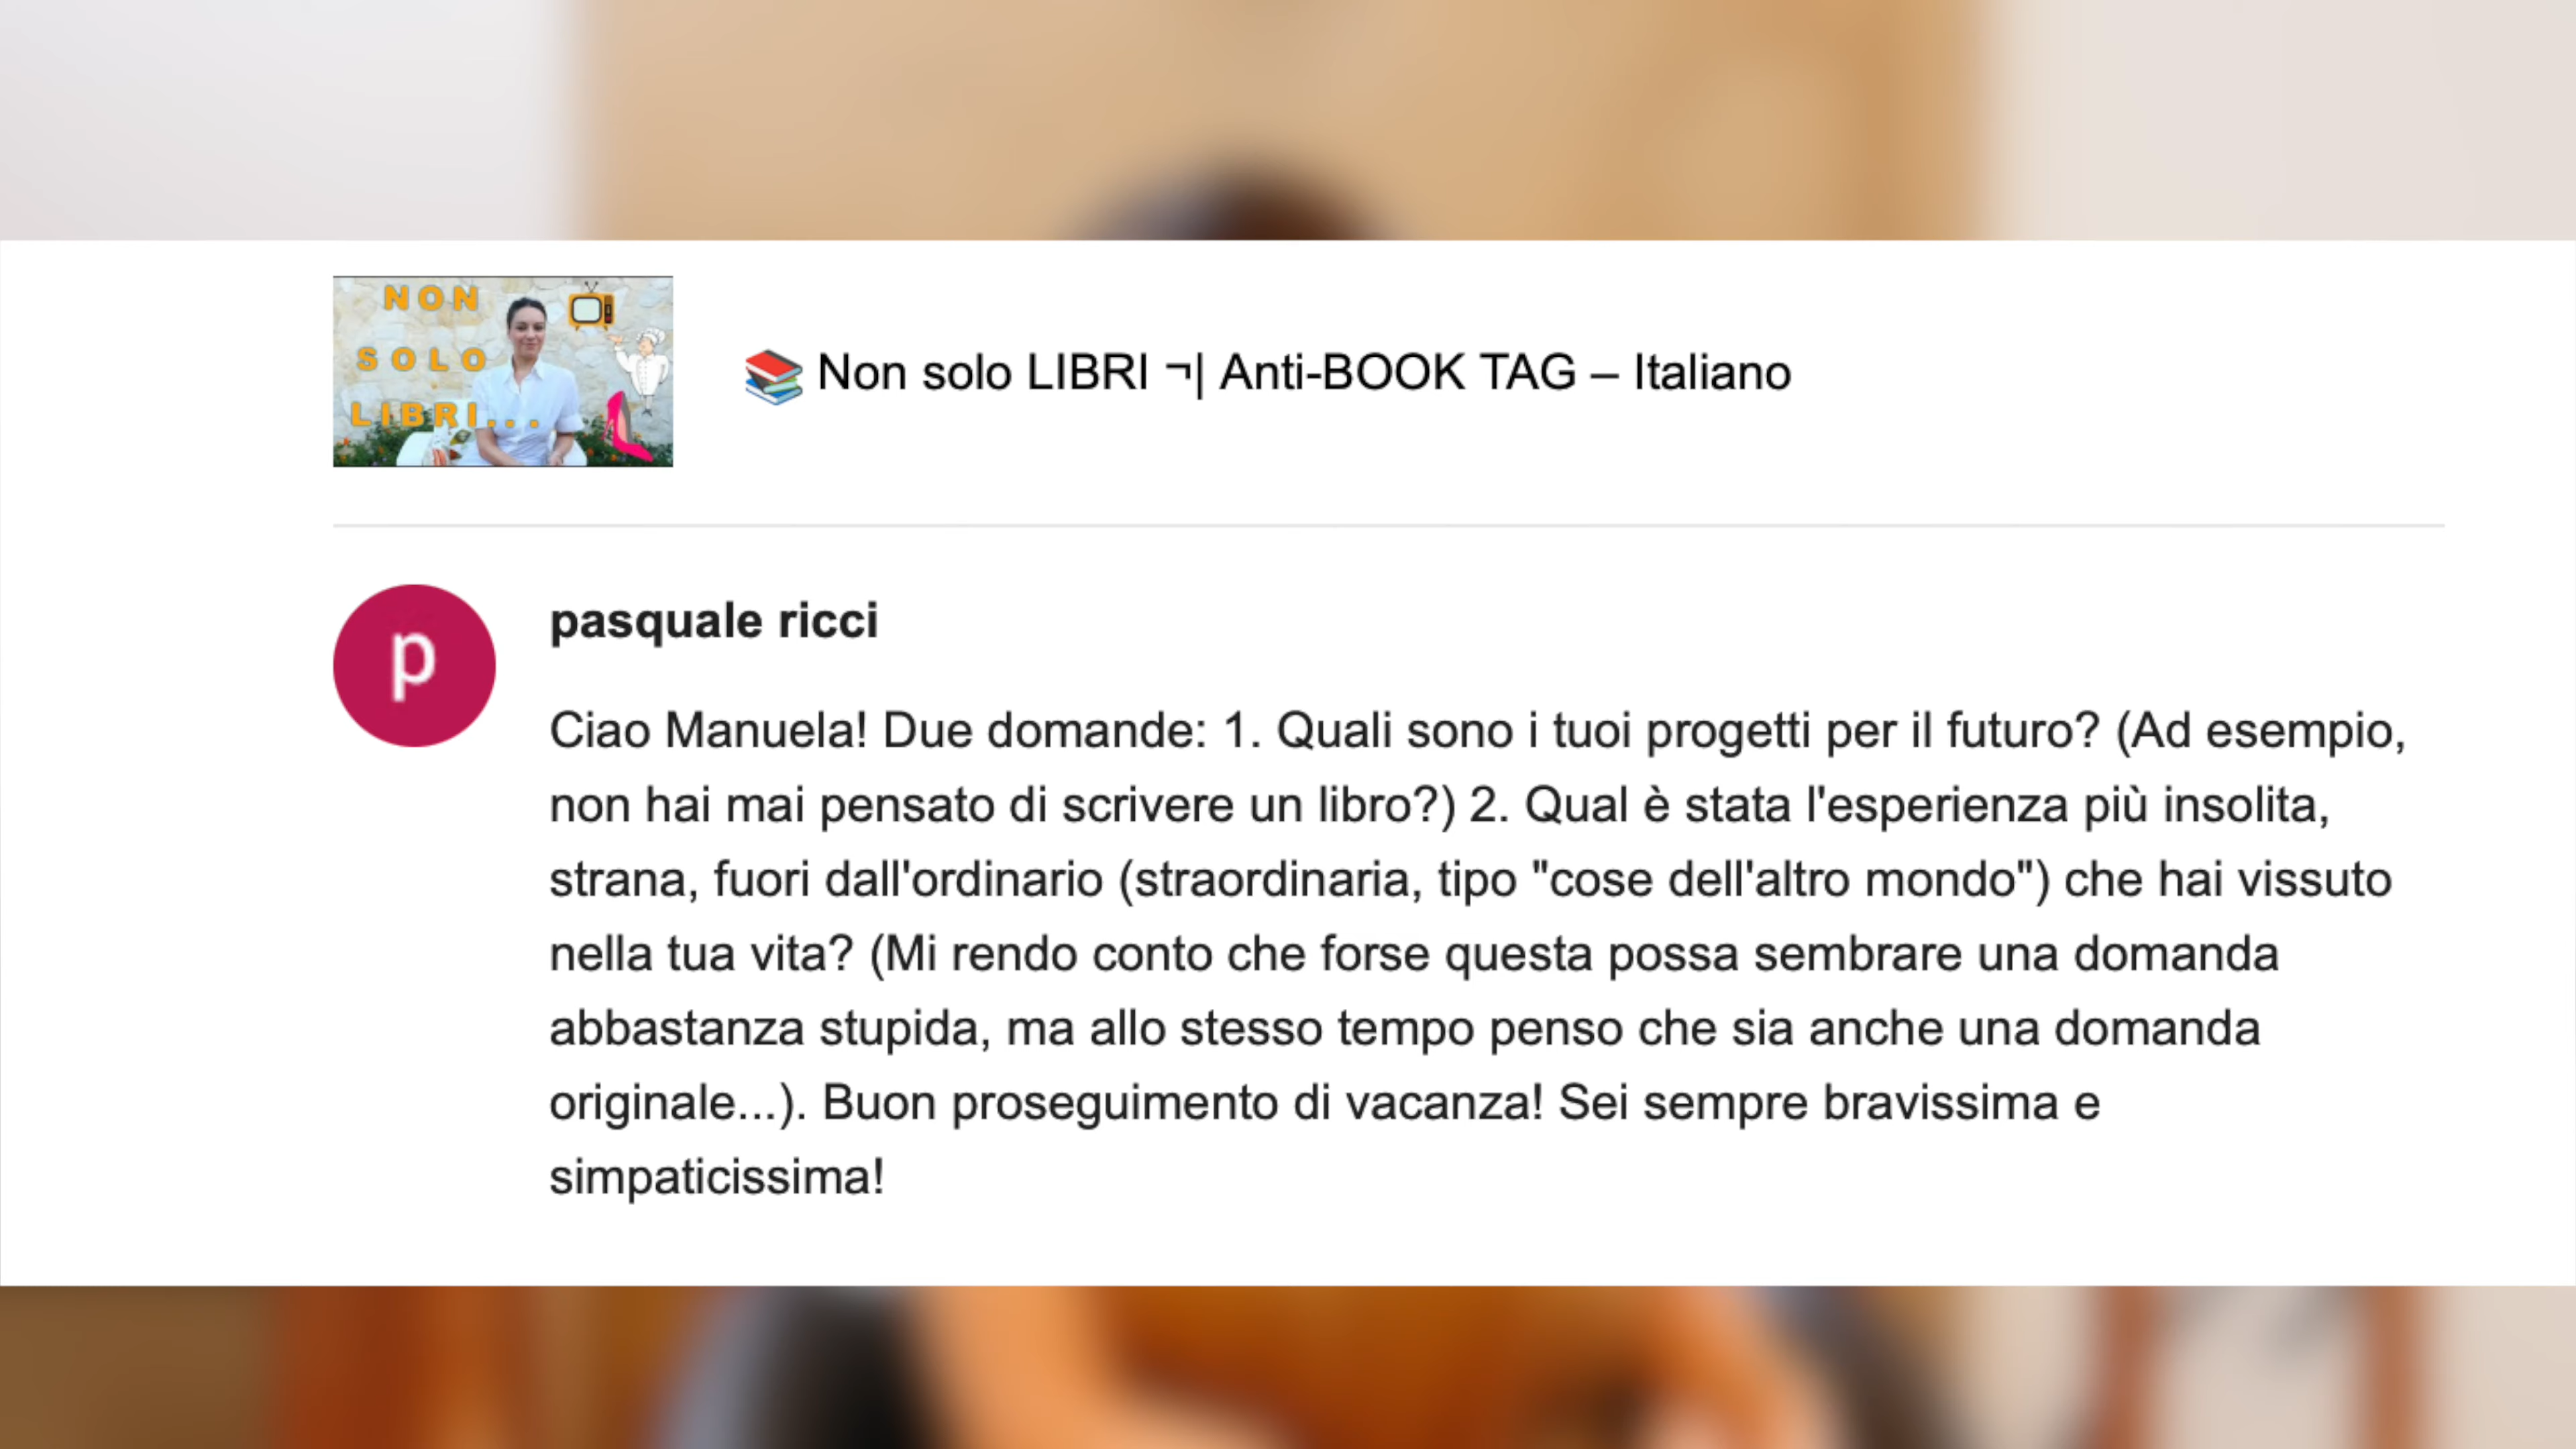 NON
SOLO
LIBRI...
📚 Non solo LIBRI ¬| Anti-BOOK TAG – Italiano
p
pasquale ricci
Ciao Manuela! Due domande: 1. Quali sono i tuoi progetti per il futuro? (Ad esempio,
non hai mai pensato di scrivere un libro?) 2. Qual è stata l'esperienza più insolita,
strana, fuori dall'ordinario (straordinaria, tipo "cose dell'altro mondo") che hai vissuto
nella tua vita? (Mi rendo conto che forse questa possa sembrare una domanda
abbastanza stupida, ma allo stesso tempo penso che sia anche una domanda
originale...). Buon proseguimento di vacanza! Sei sempre bravissima e
simpaticissima!